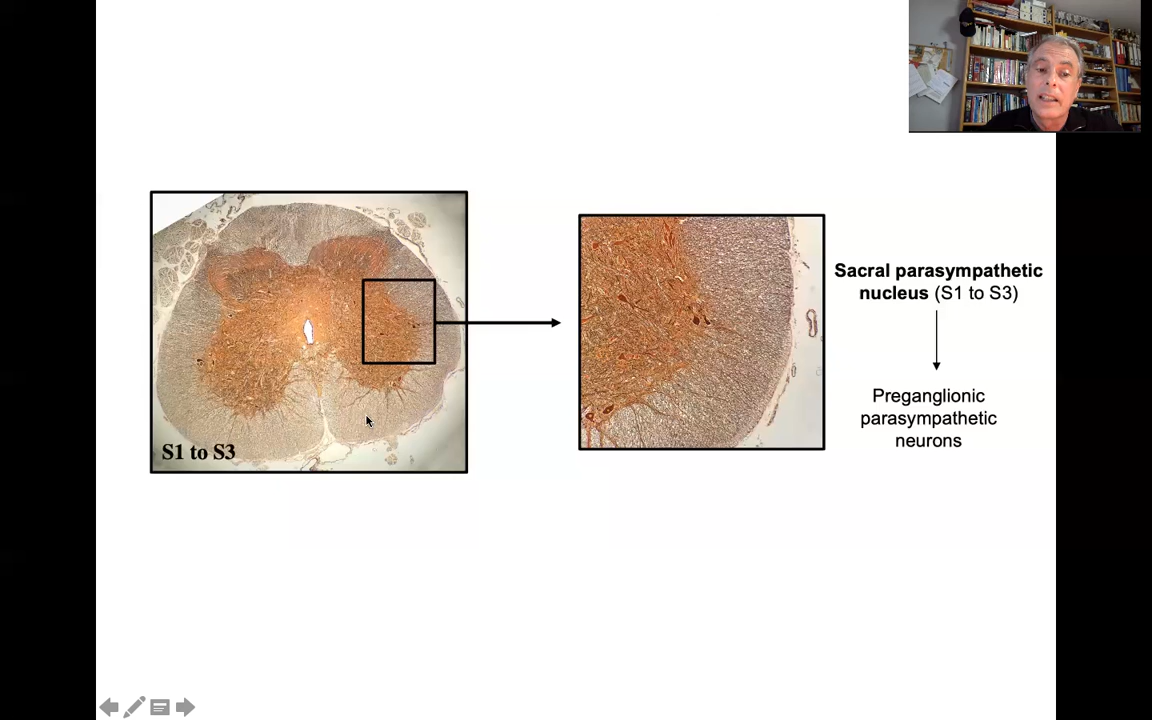 S1 to S3
Sacral parasympathetic
nucleus (S1 to S3)
Preganglionic
parasympathetic
neurons